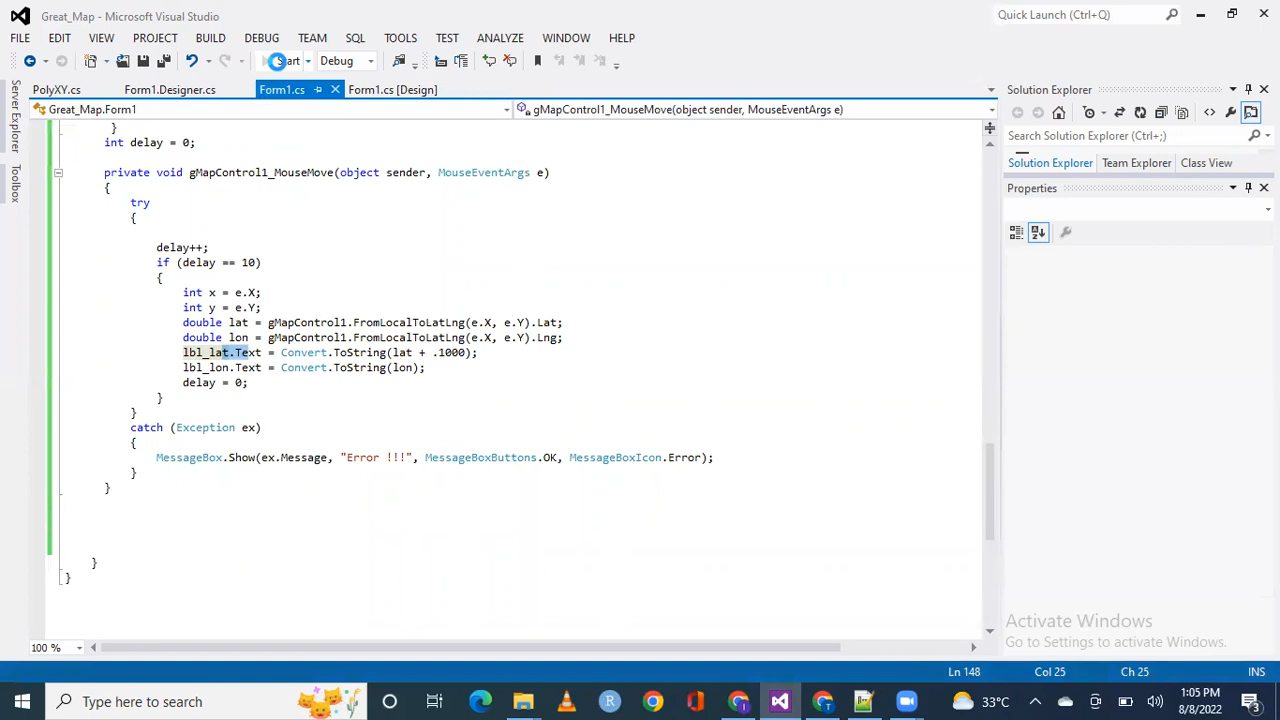 Great_Map - Microsoft Visual Studio
Quick Launch (Ctrl+Q)
FILE EDIT VIEW PROJECT BUILD DEBUG TEAM SQL TOOLS TEST ANALYZE WINDOW HELP
Debug
PolyXY.cs Form1.Designer.cs Form1.cs Form1.cs [Design]
Great_Map.Form1 gMapControl1_MouseMove(object sender, MouseEventArgs e)
Server Explorer
Toolbox
}
int delay = 0;
private void gMapControl1_MouseMove(object sender, MouseEventArgs e)
{
try
{
delay++;
if (delay == 10)
{
int x = e.X;
int y = e.Y;
double lat = gMapControl1.FromLocalToLatLng(e.X, e.Y).Lat;
double lon = gMapControl1.FromLocalToLatLng(e.X, e.Y).Lng;
lbl_lat.Text = Convert.ToString(lat + .1000);
lbl_lon.Text = Convert.ToString(lon);
delay = 0;
}
}
catch (Exception ex)
{
MessageBox.Show(ex.Message, "Error !!!", MessageBoxButtons.OK, MessageBoxIcon.Error);
}
}
}
}
100 %
Solution Explorer
Search Solution Explorer (Ctrl+;)
Solution Explorer Team Explorer Class View
Properties
Activate Windows
Go to Settings to activate Windows.
Ln 148 Col 25 Ch 25 INS
Type here to search
33°C
1:05 PM
8/8/2022
3